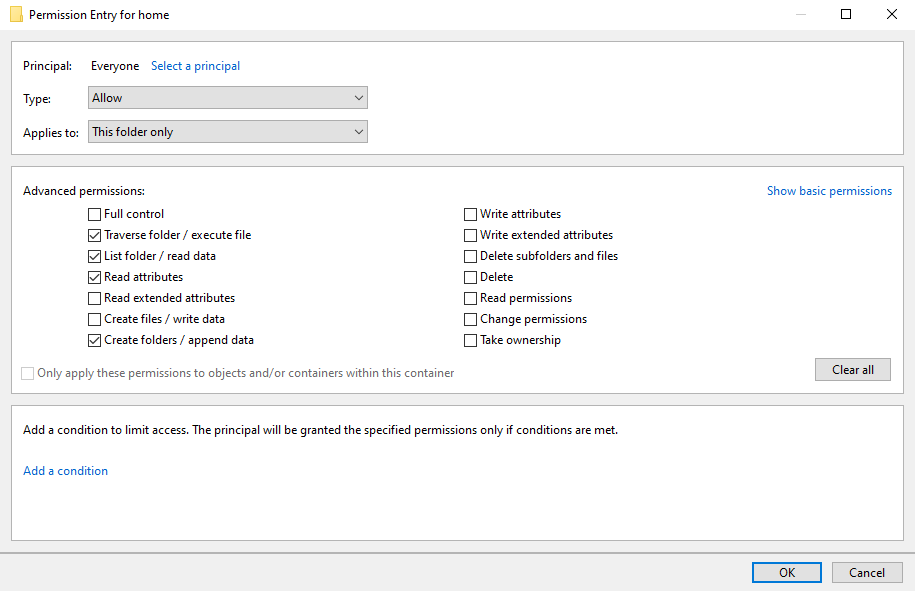 Permission Entry for home
Principal: Everyone Select a principal
Type: Allow
Applies to: This folder only
Advanced permissions: Show basic permissions
Full control Write attributes
Traverse folder / execute file Write extended attributes
List folder / read data Delete subfolders and files
Read attributes Delete
Read extended attributes Read permissions
Create files / write data Change permissions
Create folders / append data Take ownership
Only apply these permissions to objects and/or containers within this container Clear all
Add a condition to limit access. The principal will be granted the specified permissions only if conditions are met.
Add a condition
OK Cancel